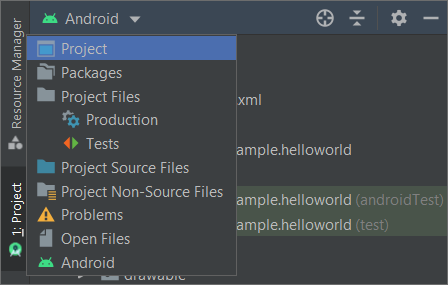 Android
Resource Manager
1: Project
Project
Packages
Project Files
Production
Tests
Project Source Files
Project Non-Source Files
Problems
Open Files
Android
.xml
ample.helloworld
ample.helloworld (androidTest)
ample.helloworld (test)
drawable